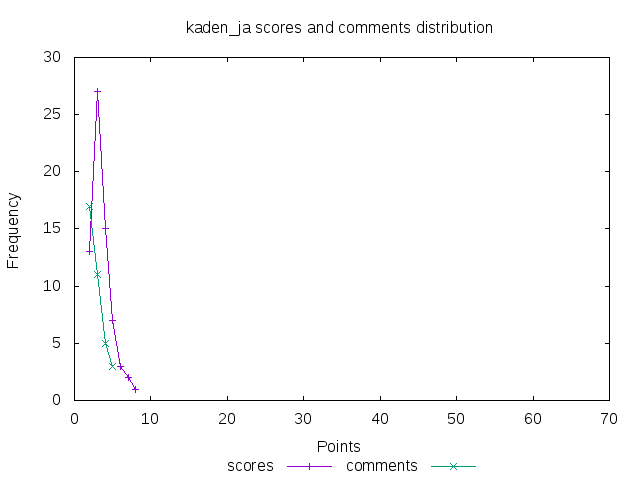 kaden_ja scores and comments distribution
30
25
20
15
10
5
0
Frequency
0 10 20 30 40 50 60 70
Points
scores comments